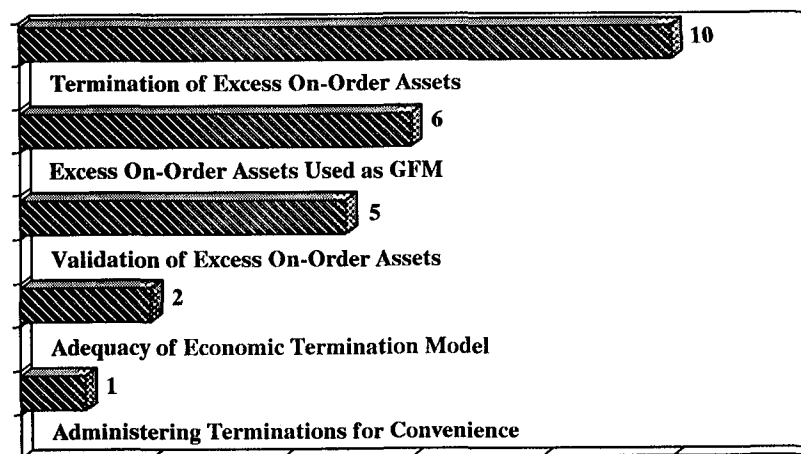 10
Termination of Excess On-Order Assets
6
Excess On-Order Assets Used as GFM
5
Validation of Excess On-Order Assets
2
Adequacy of Economic Termination Model
1
Administering Terminations for Convenience